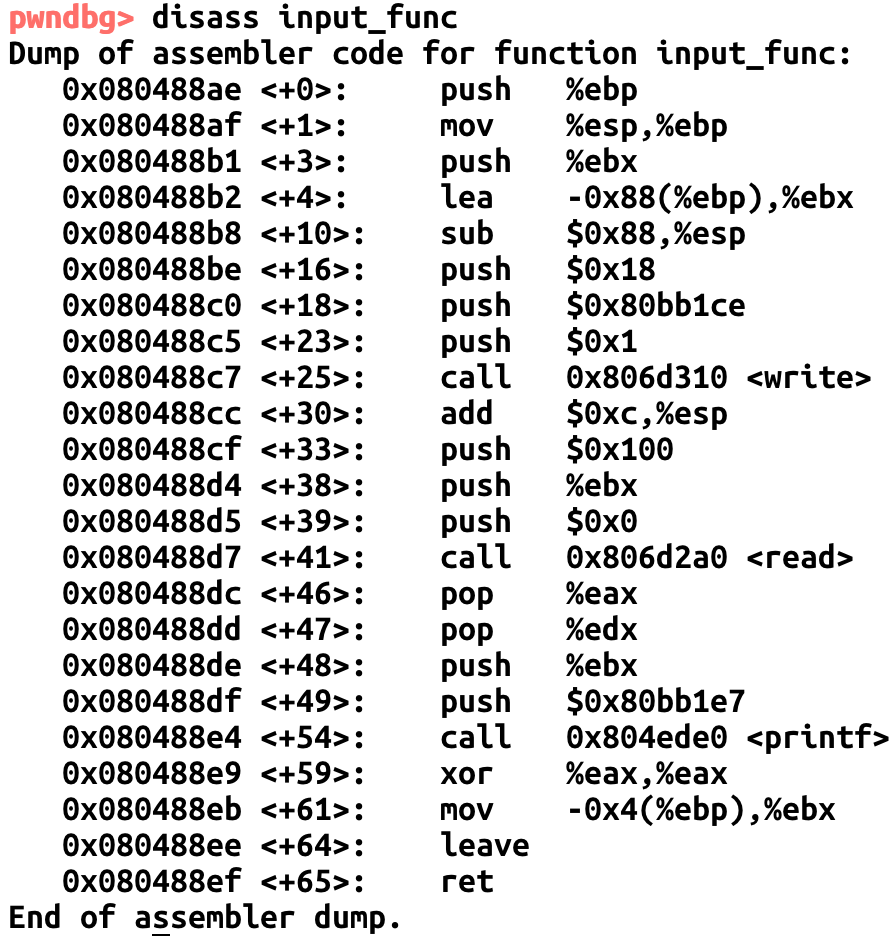 pwndbg> disass input_func
Dump of assembler code for function input_func:
0x080488ae <+0>: push %ebp
0x080488af <+1>: mov %esp,%ebp
0x080488b1 <+3>: push %ebx
0x080488b2 <+4>: lea -0x88(%ebp),%ebx
0x080488b8 <+10>: sub $0x88,%esp
0x080488be <+16>: push $0x18
0x080488c0 <+18>: push $0x80bb1ce
0x080488c5 <+23>: push $0x1
0x080488c7 <+25>: call 0x806d310 <write>
0x080488cc <+30>: add $0xc,%esp
0x080488cf <+33>: push $0x100
0x080488d4 <+38>: push %ebx
0x080488d5 <+39>: push $0x0
0x080488d7 <+41>: call 0x806d2a0 <read>
0x080488dc <+46>: pop %eax
0x080488dd <+47>: pop %edx
0x080488de <+48>: push %ebx
0x080488df <+49>: push $0x80bb1e7
0x080488e4 <+54>: call 0x804ede0 <printf>
0x080488e9 <+59>: xor %eax,%eax
0x080488eb <+61>: mov -0x4(%ebp),%ebx
0x080488ee <+64>: leave
0x080488ef <+65>: ret
End of assembler dump.